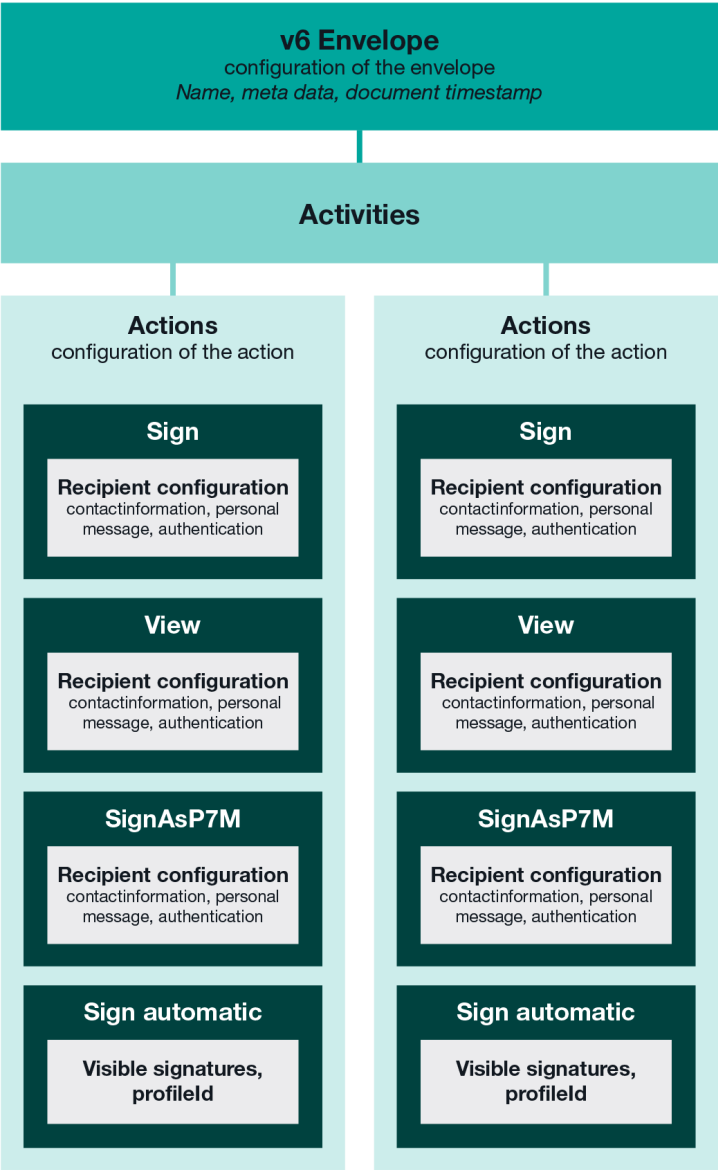 v6 Envelope
configuration of the envelope
Name, meta data, document timestamp
Activities
Actions
configuration of the action
Sign
Recipient configuration
contactinformation, personal
message, authentication
View
Recipient configuration
contactinformation, personal
message, authentication
SignAsP7M
Recipient configuration
contactinformation, personal
message, authentication
Sign automatic
Visible signatures,
profileId
Actions
configuration of the action
Sign
Recipient configuration
contactinformation, personal
message, authentication
View
Recipient configuration
contactinformation, personal
message, authentication
SignAsP7M
Recipient configuration
contactinformation, personal
message, authentication
Sign automatic
Visible signatures,
profileId